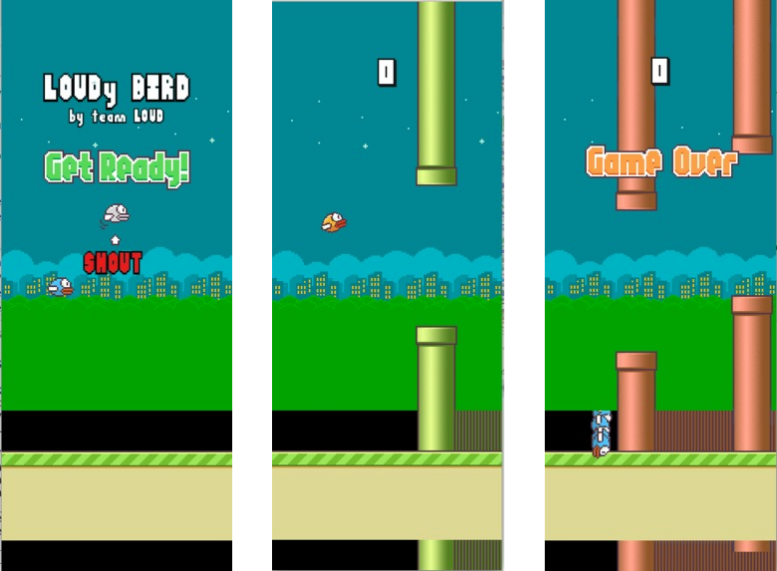 LOUDy BIRD
by team LOUD
Get Ready!
SHOUT
0
0
Game Over